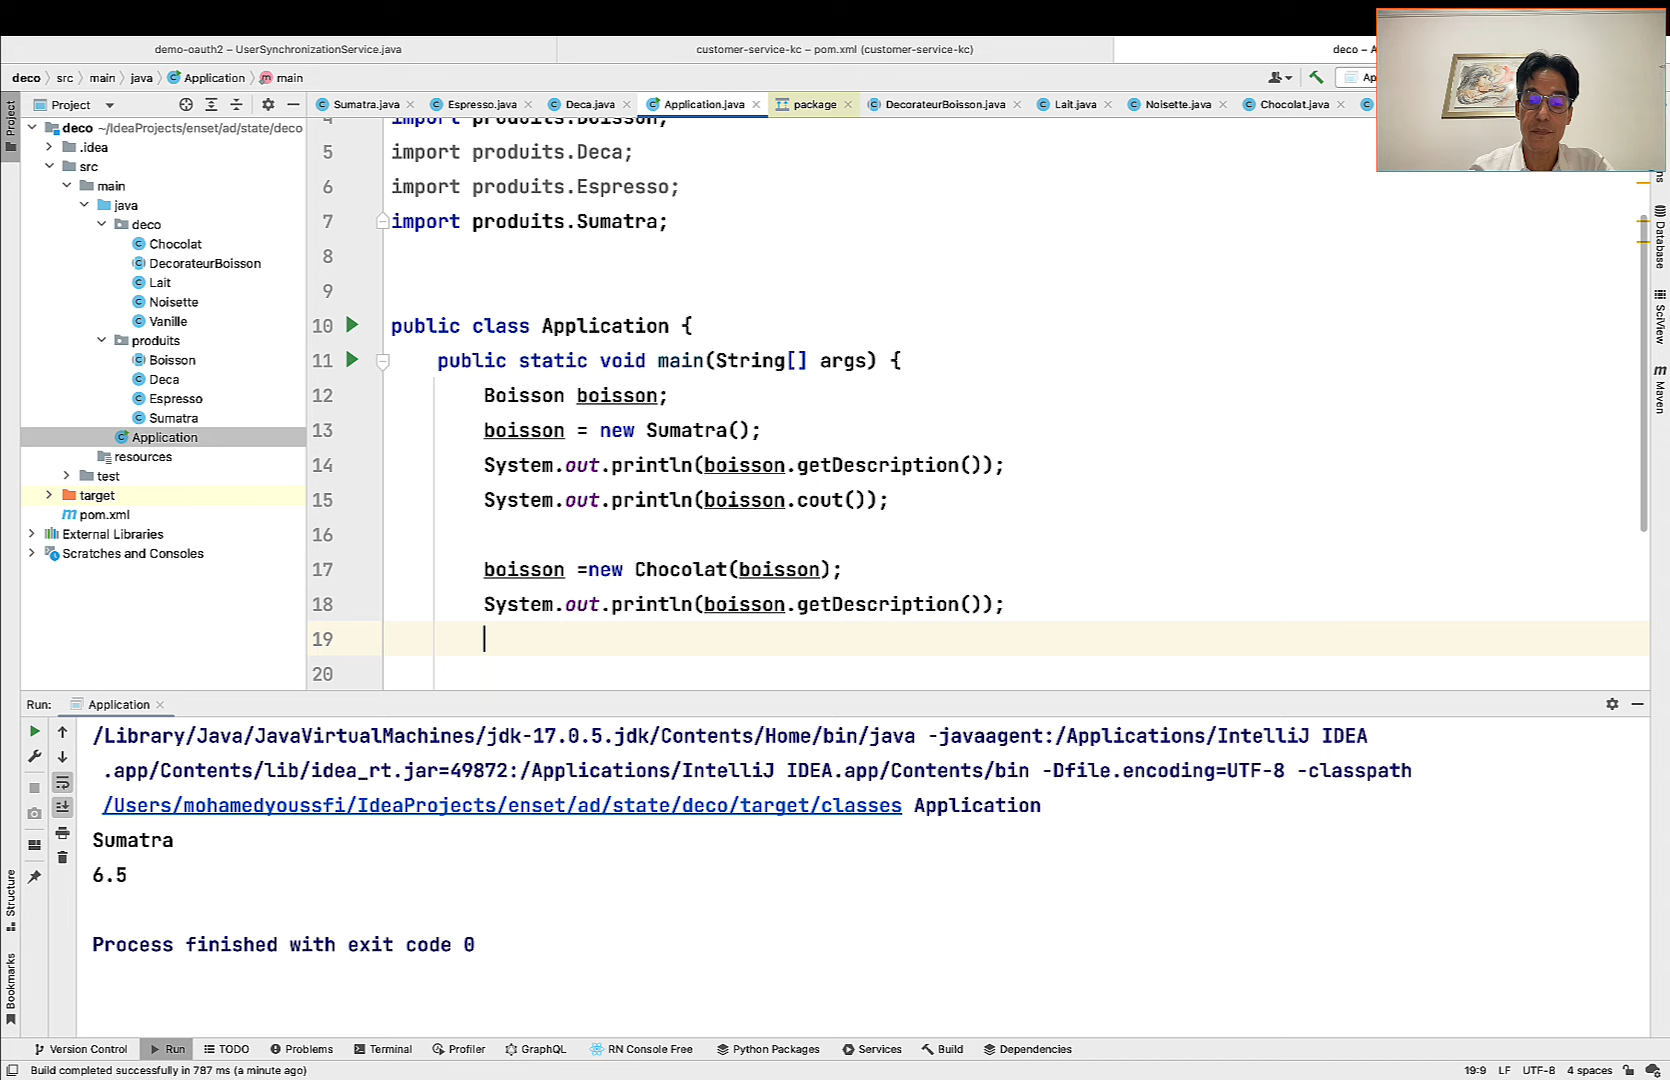 demo-oauth2 – UserSynchronizationService.java
customer-service-kc – pom.xml (customer-service-kc)
deco – A
deco > src > main > java > Application > main
Ap
Project
Sumatra.java
Espresso.java
Deca.java
Application.java
package
DecorateurBoisson.java
Lait.java
Noisette.java
Chocolat.java
Project
deco ~/IdeaProjects/enset/ad/state/deco
.idea
src
main
java
deco
Chocolat
DecorateurBoisson
Lait
Noisette
Vanille
produits
Boisson
Deca
Espresso
Sumatra
Application
resources
test
target
pom.xml
External Libraries
Scratches and Consoles
4 import produits.Boisson;
5 import produits.Deca;
6 import produits.Espresso;
7 import produits.Sumatra;
8
9
10 public class Application {
11 public static void main(String[] args) {
12 Boisson boisson;
13 boisson = new Sumatra();
14 System.out.println(boisson.getDescription());
15 System.out.println(boisson.cout());
16
17 boisson =new Chocolat(boisson);
18 System.out.println(boisson.getDescription());
19
20
Database
SciView
Maven
Run: Application
/Library/Java/JavaVirtualMachines/jdk-17.0.5.jdk/Contents/Home/bin/java -javaagent:/Applications/IntelliJ IDEA
.app/Contents/lib/idea_rt.jar=49872:/Applications/IntelliJ IDEA.app/Contents/bin -Dfile.encoding=UTF-8 -classpath
/Users/mohamedyoussfi/IdeaProjects/enset/ad/state/deco/target/classes Application
Sumatra
6.5
Process finished with exit code 0
Structure
Bookmarks
Version Control
Run
TODO
Problems
Terminal
Profiler
GraphQL
RN Console Free
Python Packages
Services
Build
Dependencies
Build completed successfully in 787 ms (a minute ago)
19:9 LF UTF-8 4 spaces